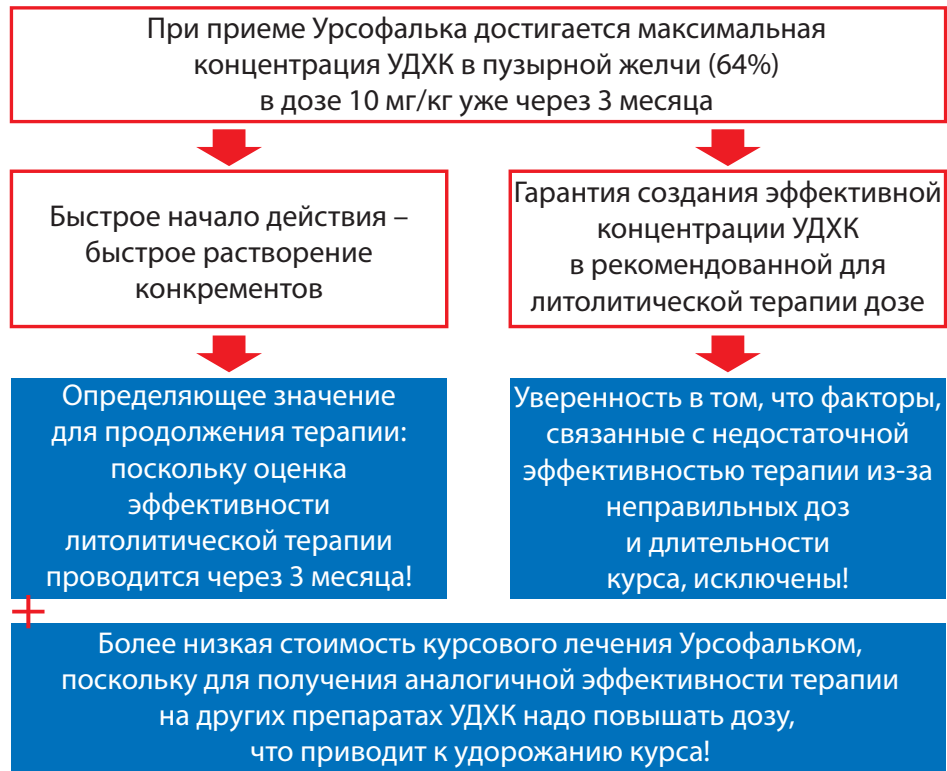 При приеме Урсофалька достигается максимальная
концентрация УДХК в пузырной желчи (64%)
в дозе 10 мг/кг уже через 3 месяца
Быстрое начало действия –
быстрое растворение
конкрементов
Гарантия создания эффективной
концентрации УДХК
в рекомендованной для
литолитической терапии дозе
Определяющее значение
для продолжения терапии:
поскольку оценка
эффективности
литолитической терапии
проводится через 3 месяца!
Уверенность в том, что факторы,
связанные с недостаточной
эффективностью терапии из-за
неправильных доз
и длительности
курса, исключены!
+
Более низкая стоимость курсового лечения Урсофальком,
поскольку для получения аналогичной эффективности терапии
на других препаратах УДХК надо повышать дозу,
что приводит к удорожанию курса!